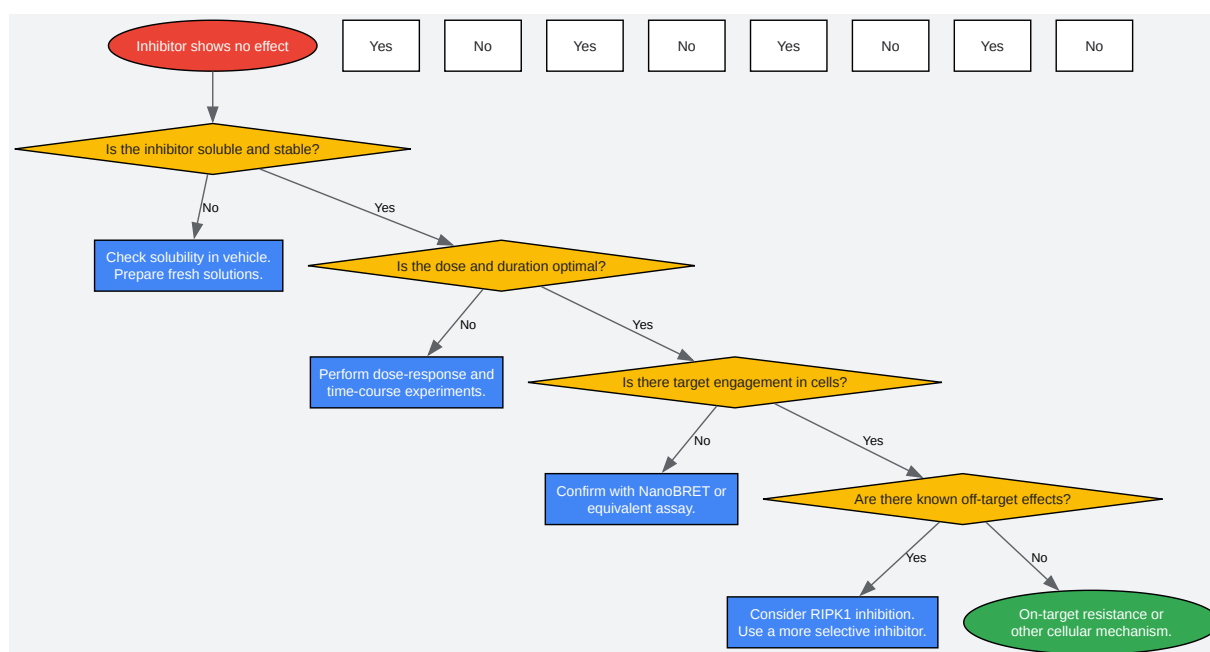 Inhibitor shows no effect
Yes
No
Yes
No
Yes
No
Yes
No
Is the inhibitor soluble and stable?
No
Yes
Check solubility in vehicle.
Prepare fresh solutions.
Is the dose and duration optimal?
No
Yes
Perform dose-response and
time-course experiments.
Is there target engagement in cells?
No
Yes
Confirm with NanoBRET or
equivalent assay.
Are there known off-target effects?
Yes
No
Consider RIPK1 inhibition.
Use a more selective inhibitor.
On-target resistance or
other cellular mechanism.